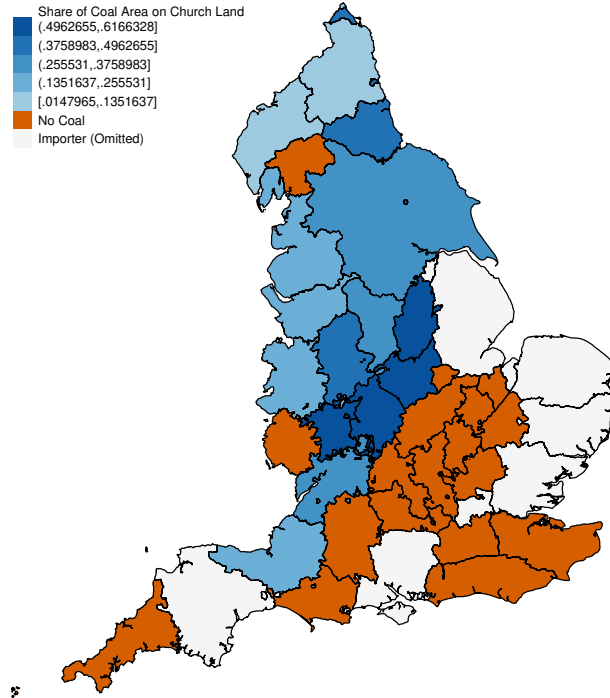 Share of Coal Area on Church Land
(.4962655,.6166328]
(.3758983,.4962655]
(.255531,.3758983]
(.1351637,.255531]
[.0147965,.1351637]
No Coal
Importer (Omitted)